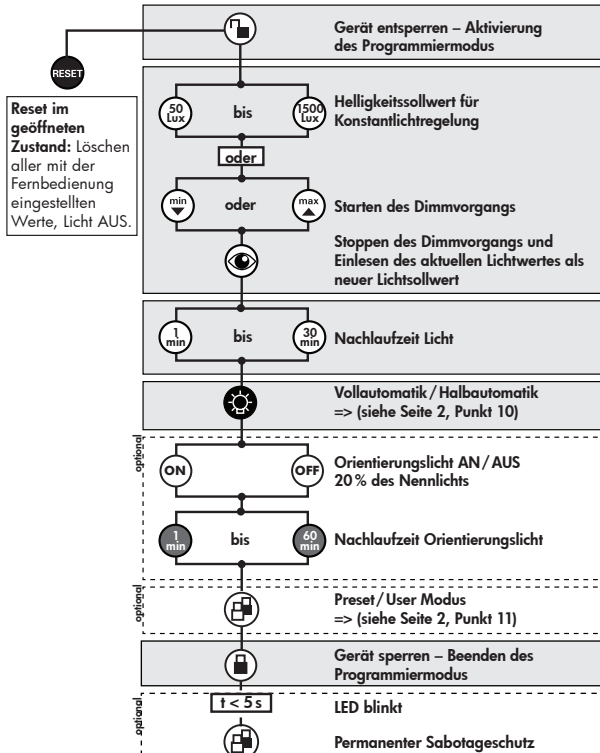 Gerät entsperren – Aktivierung
des Programmiermodus
RESET
Reset im
geöffneten
Zustand: Löschen
aller mit der
Fernbedienung
eingestellten
Werte, Licht AUS.
50
Lux
bis
1500
Lux
Helligkeitssollwert für
Konstantlichtregelung
oder
min
oder
max
Starten des Dimmvorgangs
Stoppen des Dimmvorgangs und
Einlesen des aktuellen Lichtwertes als
neuer Lichtsollwert
1
min
bis
30
min
Nachlaufzeit Licht
Vollautomatik/Halbautomatik
=> (siehe Seite 2, Punkt 10)
optional
ON
OFF
Orientierungslicht AN/AUS
20% des Nennlichts
1
min
bis
60
min
Nachlaufzeit Orientierungslicht
optional
Preset/User Modus
=> (siehe Seite 2, Punkt 11)
Gerät sperren – Beenden des
Programmiermodus
optional
t < 5 s
LED blinkt
Permanenter Sabotageschutz